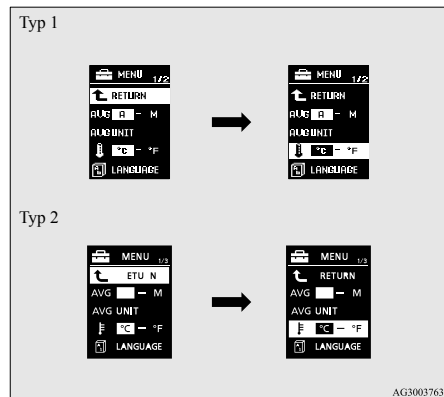 Typ 1
MENU 1/2
RETURN
AVG A – M
AVG UNIT
°C – °F
LANGUAGE
MENU 1/2
RETURN
AVG A – M
AVG UNIT
°C – °F
LANGUAGE
Typ 2
MENU 1/3
ETU N
AVG – M
AVG UNIT
°C – °F
LANGUAGE
MENU 1/3
RETURN
AVG – M
AVG UNIT
°C – °F
LANGUAGE
AG3003763